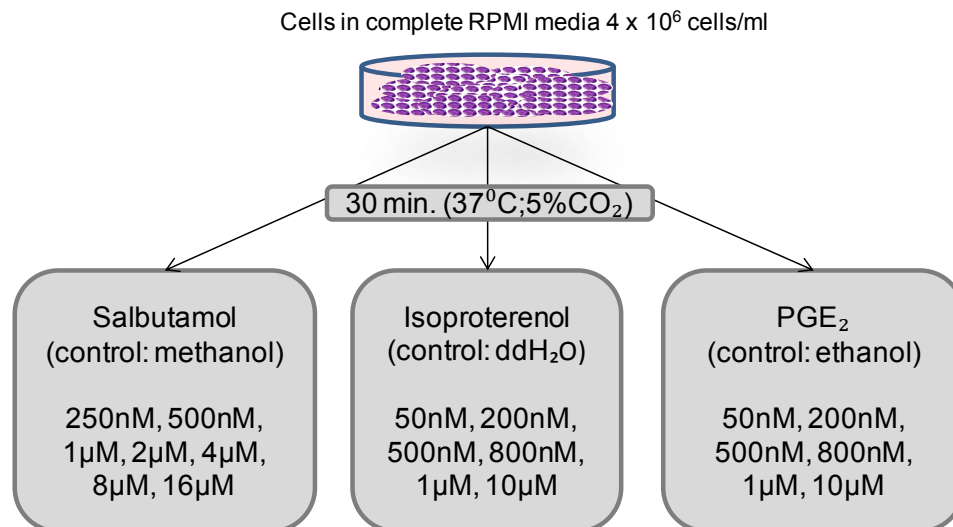 Cells in complete RPMI media 4 x 10⁶ cells/ml
30 min. (37⁰C;5%CO₂)
Salbutamol
(control: methanol)
250nM, 500nM,
1µM, 2µM, 4µM,
8µM, 16µM
Isoproterenol
(control: ddH₂O)
50nM, 200nM,
500nM, 800nM,
1µM, 10µM
PGE₂
(control: ethanol)
50nM, 200nM,
500nM, 800nM,
1µM, 10µM